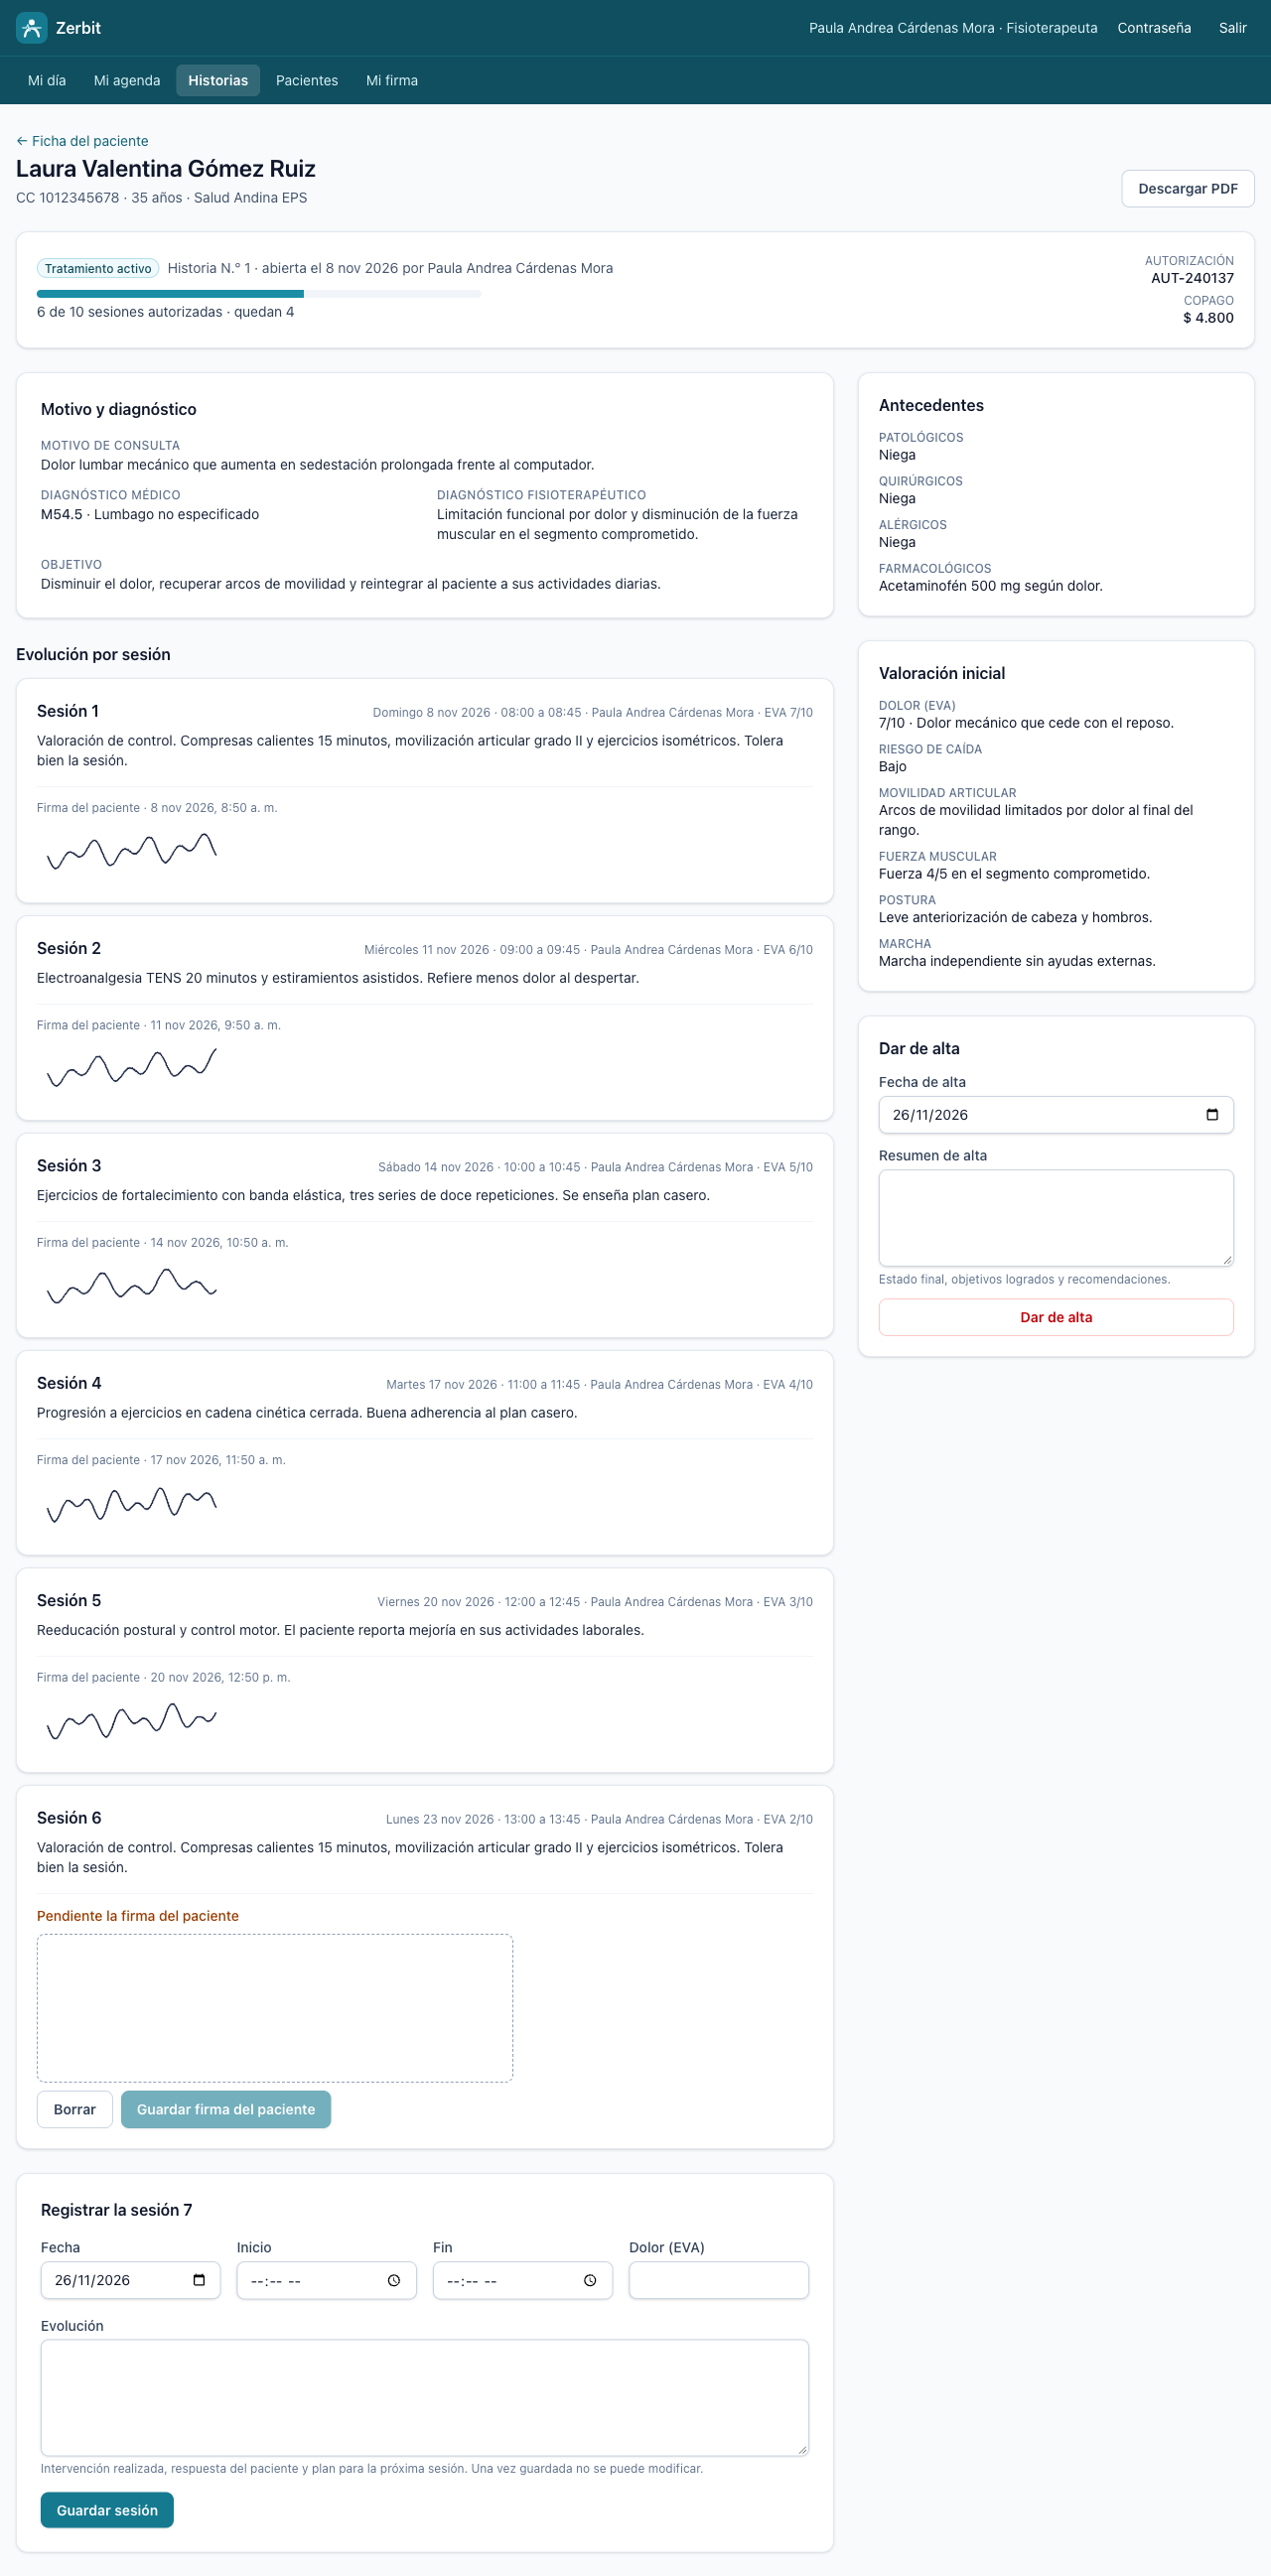 Zerbit
Paula Andrea Cárdenas Mora · Fisioterapeuta
Contraseña
Salir
Mi día
Mi agenda
Historias
Pacientes
Mi firma
← Ficha del paciente
Laura Valentina Gómez Ruiz
CC 1012345678 · 35 años · Salud Andina EPS
Descargar PDF
Tratamiento activo
Historia N.° 1 · abierta el 8 nov 2026 por Paula Andrea Cárdenas Mora
6 de 10 sesiones autorizadas · quedan 4
AUTORIZACIÓN
AUT-240137
COPAGO
$ 4.800
Motivo y diagnóstico
MOTIVO DE CONSULTA
Dolor lumbar mecánico que aumenta en sedestación prolongada frente al computador.
DIAGNÓSTICO MÉDICO
M54.5 · Lumbago no especificado
DIAGNÓSTICO FISIOTERAPÉUTICO
Limitación funcional por dolor y disminución de la fuerza
muscular en el segmento comprometido.
OBJETIVO
Disminuir el dolor, recuperar arcos de movilidad y reintegrar al paciente a sus actividades diarias.
Evolución por sesión
Sesión 1
Domingo 8 nov 2026 · 08:00 a 08:45 · Paula Andrea Cárdenas Mora · EVA 7/10
Valoración de control. Compresas calientes 15 minutos, movilización articular grado II y ejercicios isométricos. Tolera
bien la sesión.
Firma del paciente · 8 nov 2026, 8:50 a. m.
Sesión 2
Miércoles 11 nov 2026 · 09:00 a 09:45 · Paula Andrea Cárdenas Mora · EVA 6/10
Electroanalgesia TENS 20 minutos y estiramientos asistidos. Refiere menos dolor al despertar.
Firma del paciente · 11 nov 2026, 9:50 a. m.
Sesión 3
Sábado 14 nov 2026 · 10:00 a 10:45 · Paula Andrea Cárdenas Mora · EVA 5/10
Ejercicios de fortalecimiento con banda elástica, tres series de doce repeticiones. Se enseña plan casero.
Firma del paciente · 14 nov 2026, 10:50 a. m.
Sesión 4
Martes 17 nov 2026 · 11:00 a 11:45 · Paula Andrea Cárdenas Mora · EVA 4/10
Progresión a ejercicios en cadena cinética cerrada. Buena adherencia al plan casero.
Firma del paciente · 17 nov 2026, 11:50 a. m.
Sesión 5
Viernes 20 nov 2026 · 12:00 a 12:45 · Paula Andrea Cárdenas Mora · EVA 3/10
Reeducación postural y control motor. El paciente reporta mejoría en sus actividades laborales.
Firma del paciente · 20 nov 2026, 12:50 p. m.
Sesión 6
Lunes 23 nov 2026 · 13:00 a 13:45 · Paula Andrea Cárdenas Mora · EVA 2/10
Valoración de control. Compresas calientes 15 minutos, movilización articular grado II y ejercicios isométricos. Tolera
bien la sesión.
Pendiente la firma del paciente
Borrar
Guardar firma del paciente
Registrar la sesión 7
Fecha
Inicio
Fin
Dolor (EVA)
26/11/2026
--:-- --
--:-- --
Evolución
Intervención realizada, respuesta del paciente y plan para la próxima sesión. Una vez guardada no se puede modificar.
Guardar sesión
Antecedentes
PATOLÓGICOS
Niega
QUIRÚRGICOS
Niega
ALÉRGICOS
Niega
FARMACOLÓGICOS
Acetaminofén 500 mg según dolor.
Valoración inicial
DOLOR (EVA)
7/10 · Dolor mecánico que cede con el reposo.
RIESGO DE CAÍDA
Bajo
MOVILIDAD ARTICULAR
Arcos de movilidad limitados por dolor al final del
rango.
FUERZA MUSCULAR
Fuerza 4/5 en el segmento comprometido.
POSTURA
Leve anteriorización de cabeza y hombros.
MARCHA
Marcha independiente sin ayudas externas.
Dar de alta
Fecha de alta
26/11/2026
Resumen de alta
Estado final, objetivos logrados y recomendaciones.
Dar de alta